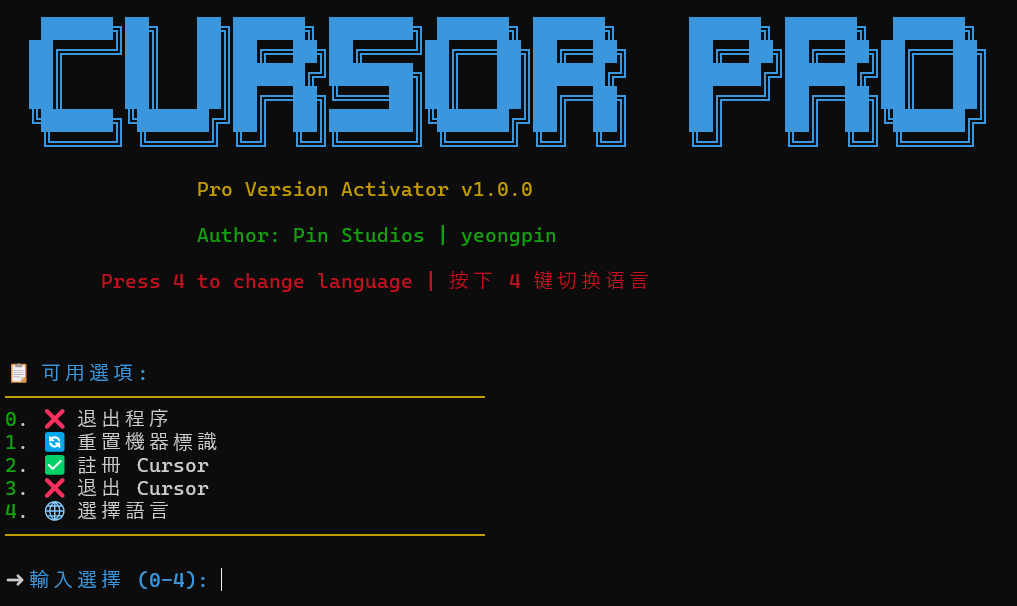 CURSOR PRO
Pro Version Activator v1.0.0
Author: Pin Studios | yeongpin
Press 4 to change language | 按下 4 键切换语言
📋 可用選項:
0. ❌ 退出程序
1. 🔄 重置機器標識
2. ✅ 註冊 Cursor
3. ❌ 退出 Cursor
4. 🌐 選擇語言
➜ 輸入選擇 (0-4):